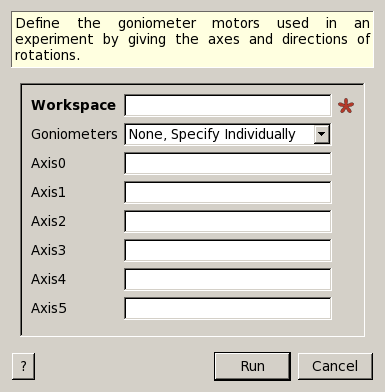 Define the goniometer motors used in an
experiment by giving the axes and directions of
rotations.
Workspace
Goniometers None, Specify Individually
Axis0
Axis1
Axis2
Axis3
Axis4
Axis5
? Run Cancel